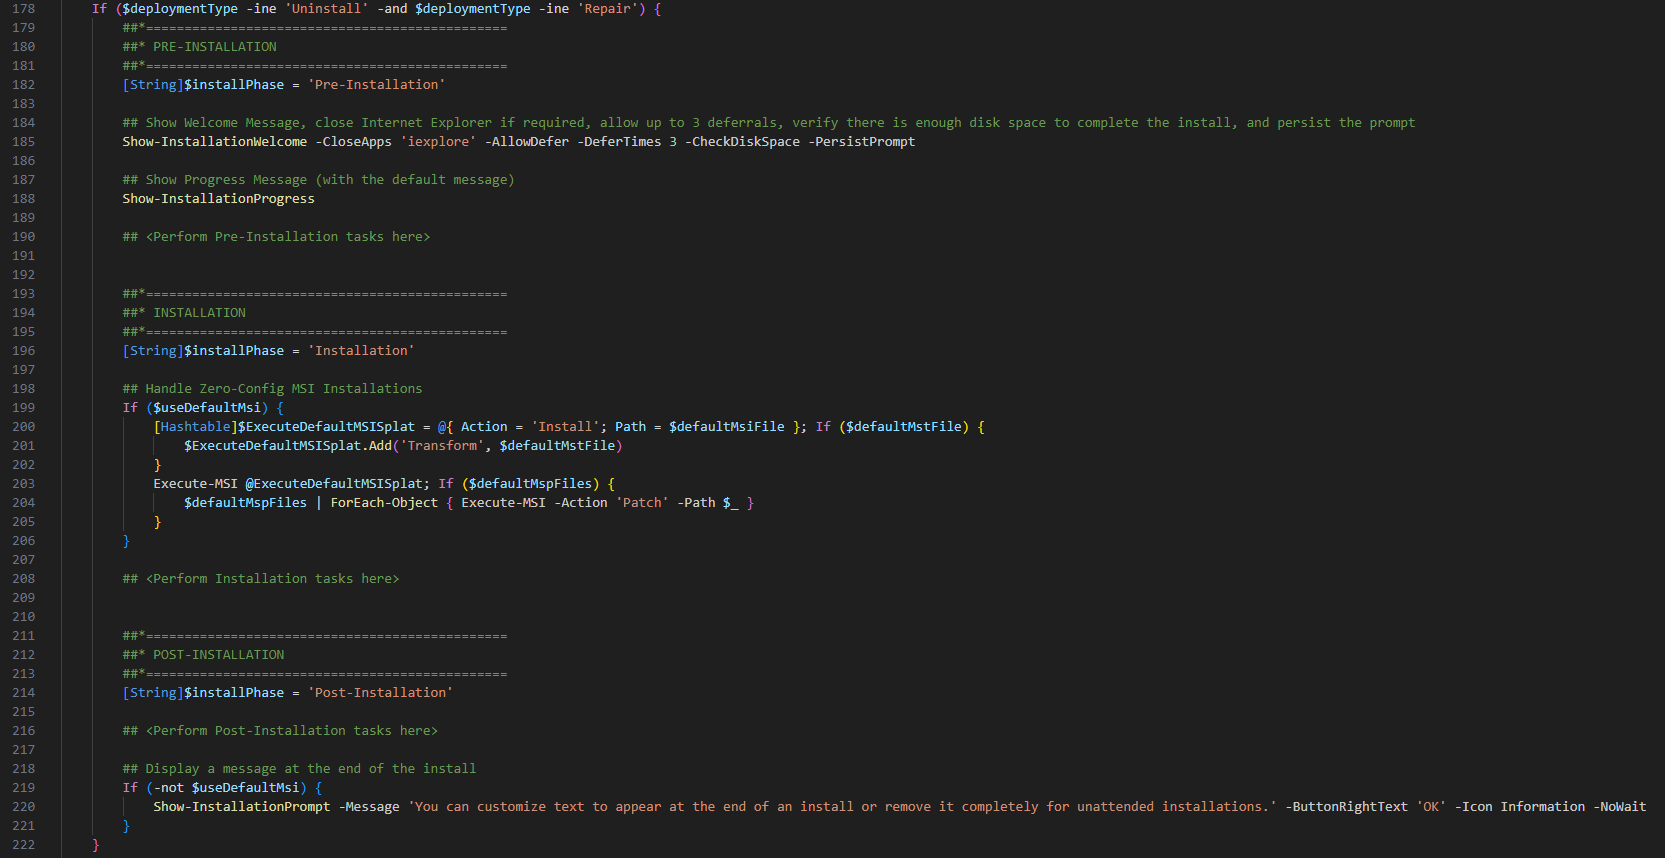 178 If ($deploymentType -ine 'Uninstall' -and $deploymentType -ine 'Repair') {
179 ##*===============================================
180 ##* PRE-INSTALLATION
181 ##*===============================================
182 [String]$installPhase = 'Pre-Installation'
183
184 ## Show Welcome Message, close Internet Explorer if required, allow up to 3 deferrals, verify there is enough disk space to complete the install, and persist the prompt
185 Show-InstallationWelcome -CloseApps 'iexplore' -AllowDefer -DeferTimes 3 -CheckDiskSpace -PersistPrompt
186
187 ## Show Progress Message (with the default message)
188 Show-InstallationProgress
189
190 ## <Perform Pre-Installation tasks here>
191
192
193 ##*===============================================
194 ##* INSTALLATION
195 ##*===============================================
196 [String]$installPhase = 'Installation'
197
198 ## Handle Zero-Config MSI Installations
199 If ($useDefaultMsi) {
200 [Hashtable]$ExecuteDefaultMSISplat = @{ Action = 'Install'; Path = $defaultMsiFile }; If ($defaultMstFile) {
201 $ExecuteDefaultMSISplat.Add('Transform', $defaultMstFile)
202 }
203 Execute-MSI @ExecuteDefaultMSISplat; If ($defaultMspFiles) {
204 $defaultMspFiles | ForEach-Object { Execute-MSI -Action 'Patch' -Path $_ }
205 }
206 }
207
208 ## <Perform Installation tasks here>
209
210
211 ##*===============================================
212 ##* POST-INSTALLATION
213 ##*===============================================
214 [String]$installPhase = 'Post-Installation'
215
216 ## <Perform Post-Installation tasks here>
217
218 ## Display a message at the end of the install
219 If (-not $useDefaultMsi) {
220 Show-InstallationPrompt -Message 'You can customize text to appear at the end of an install or remove it completely for unattended installations.' -ButtonRightText 'OK' -Icon Information -NoWait
221 }
222 }